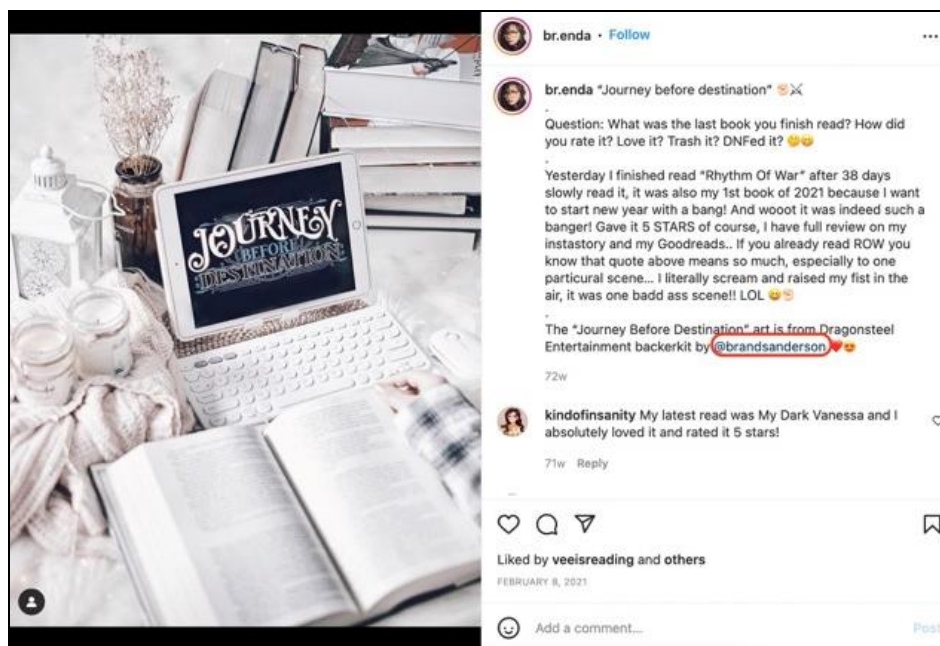 JOURNEY
BEFORE
DESTINATION
br.enda • Follow
br.enda “Journey before destination” ✊🏻⚔
.
Question: What was the last book you finish read? How did
you rate it? Love it? Trash it? DNFed it? 🤔😄
.
Yesterday I finished read “Rhythm Of War” after 38 days
slowly read it, it was also my 1st book of 2021 because I want
to start new year with a bang! And wooot it was indeed such a
banger! Gave it 5 STARS of course, I have full review on my
instastory and my Goodreads.. If you already read ROW you
know that quote above means so much, especially to one
particural scene... I literally scream and raised my fist in the
air, it was one badd ass scene!! LOL 😄✊🏻
.
The “Journey Before Destination” art is from Dragonsteel
Entertainment backerkit by @brandsanderson ❤️😍
72w
kindofinsanity My latest read was My Dark Vanessa and I
absolutely loved it and rated it 5 stars!
71w Reply
Liked by veeisreading and others
FEBRUARY 8, 2021
Add a comment...
Post